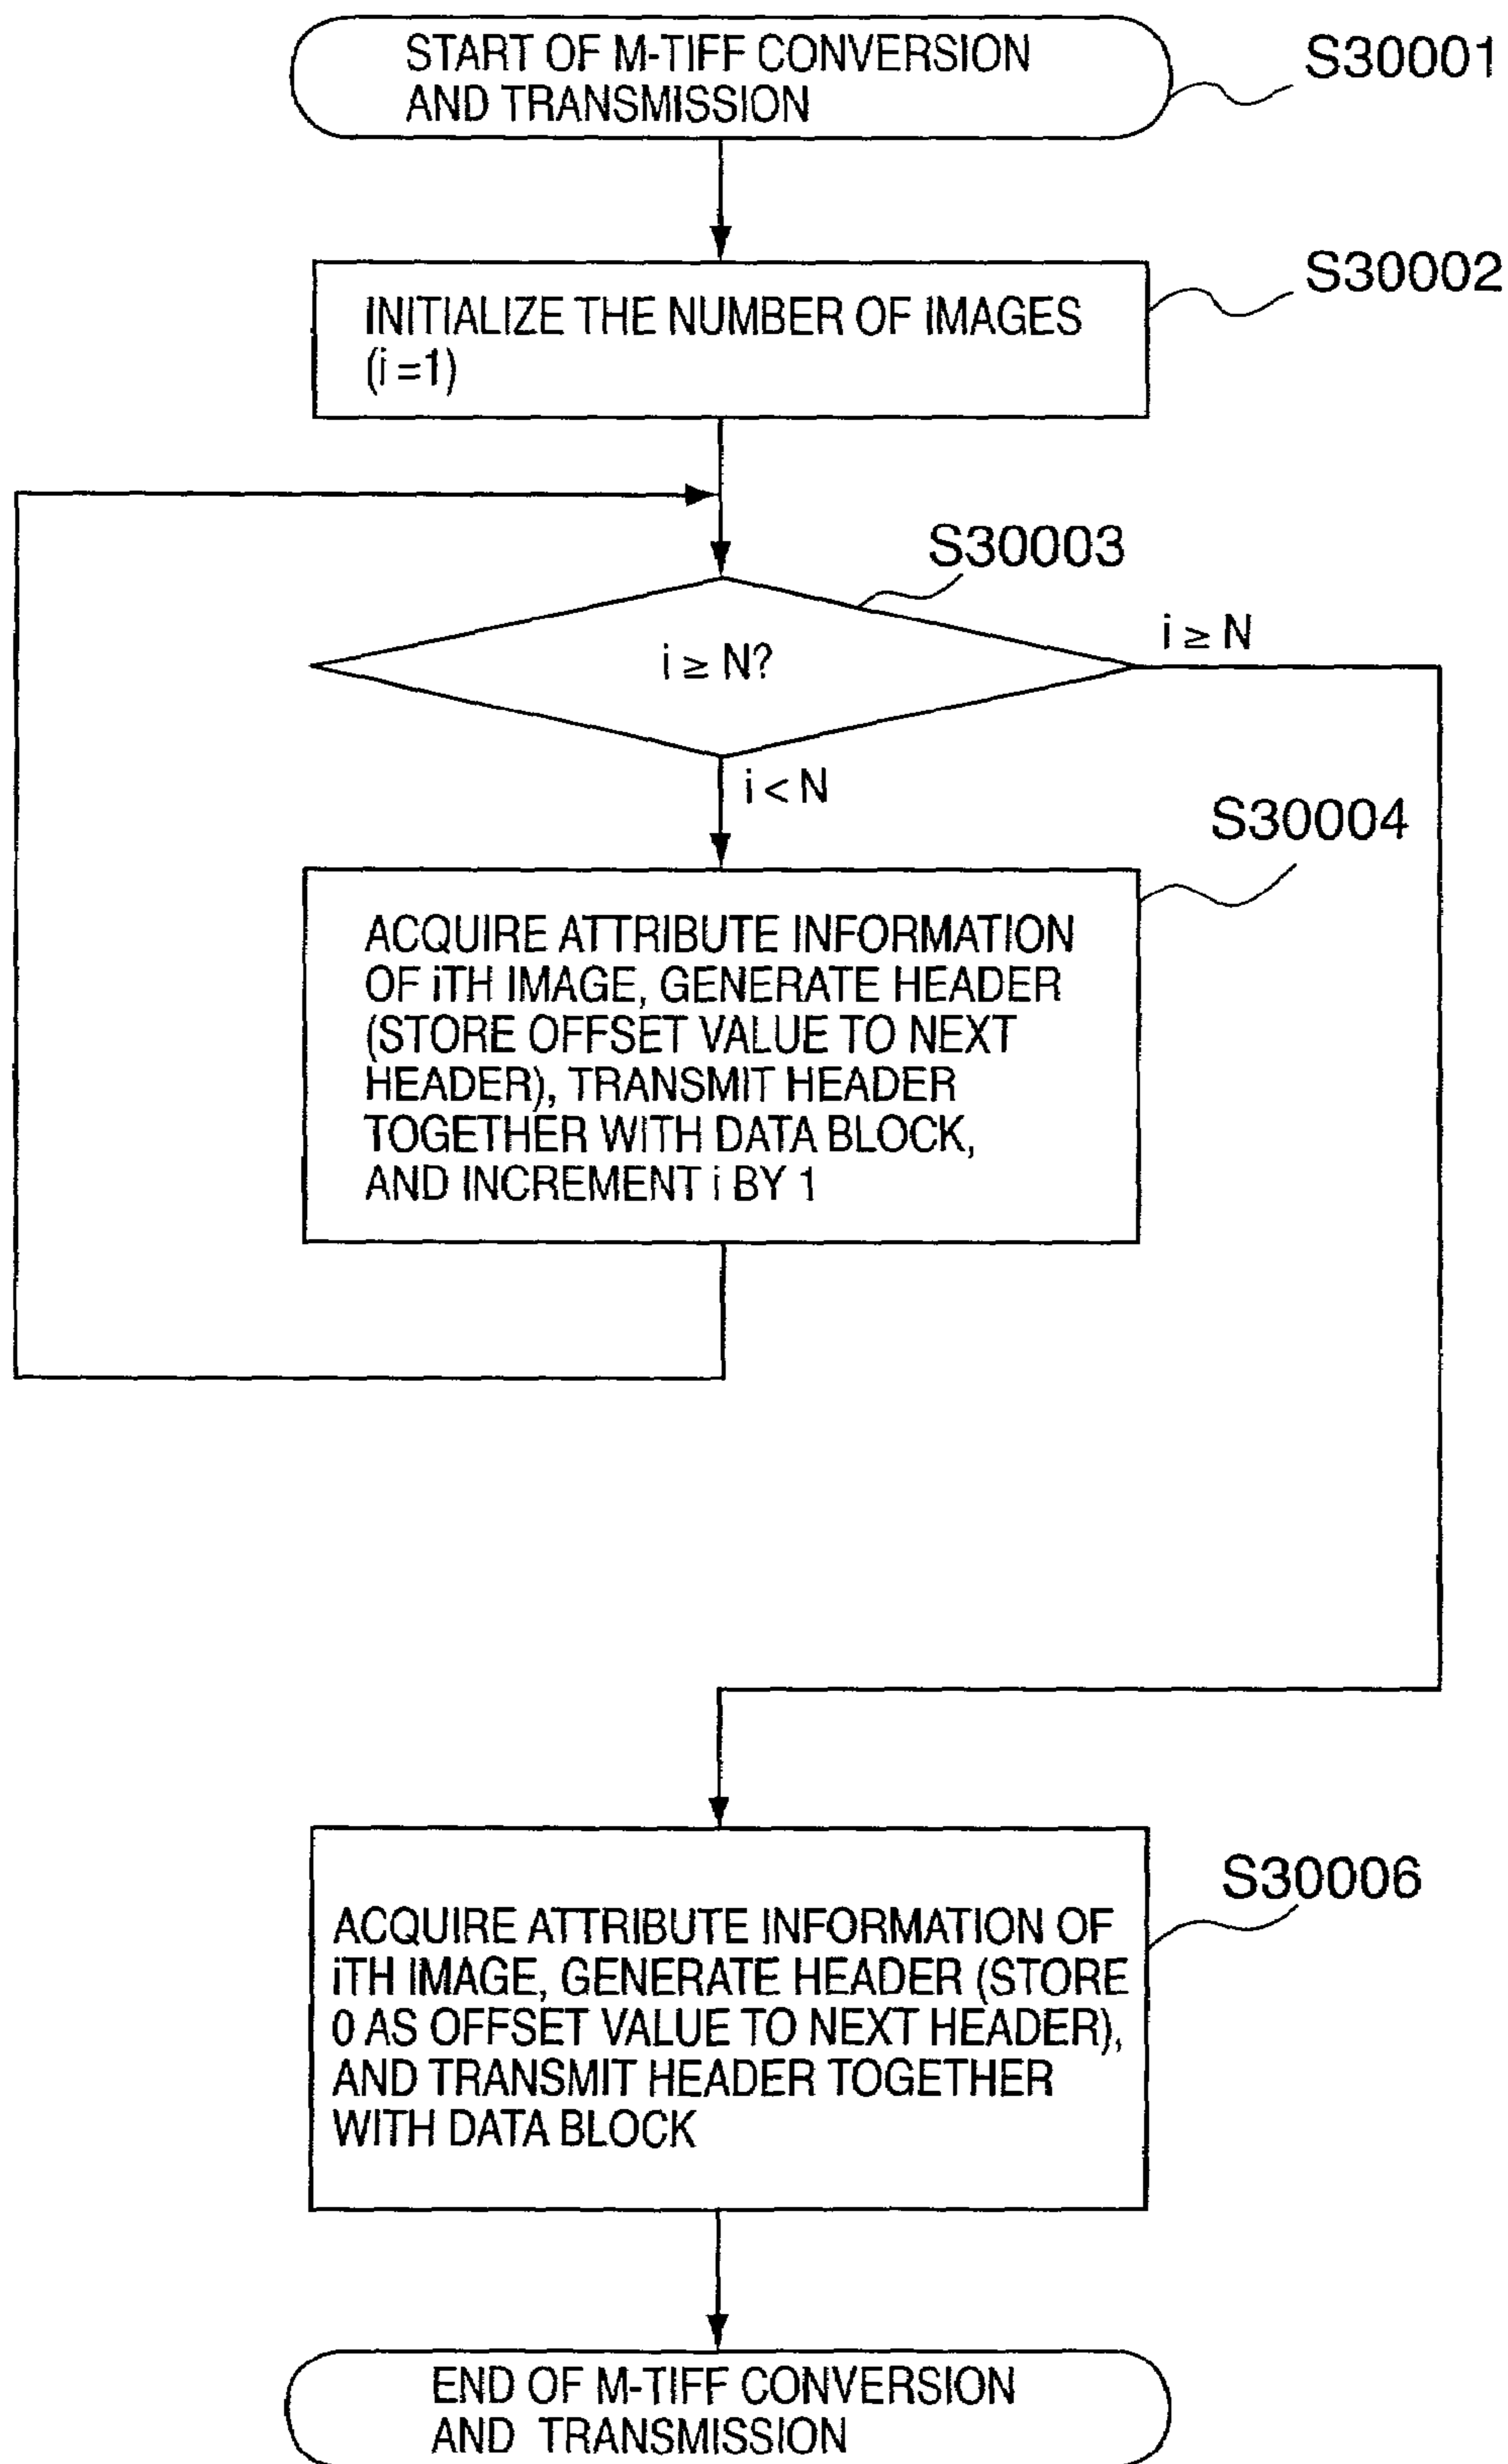 START OF M-TIFF CONVERSION
AND TRANSMISSION
S30001
INITIALIZE THE NUMBER OF IMAGES
(i =1)
S30002
S30003
i ≥ N?
i ≥ N
i < N
S30004
ACQUIRE ATTRIBUTE INFORMATION
OF iTH IMAGE, GENERATE HEADER
(STORE OFFSET VALUE TO NEXT
HEADER), TRANSMIT HEADER
TOGETHER WITH DATA BLOCK,
AND INCREMENT i BY 1
S30006
ACQUIRE ATTRIBUTE INFORMATION OF
iTH IMAGE, GENERATE HEADER (STORE
0 AS OFFSET VALUE TO NEXT HEADER),
AND TRANSMIT HEADER TOGETHER
WITH DATA BLOCK
END OF M-TIFF CONVERSION
AND TRANSMISSION